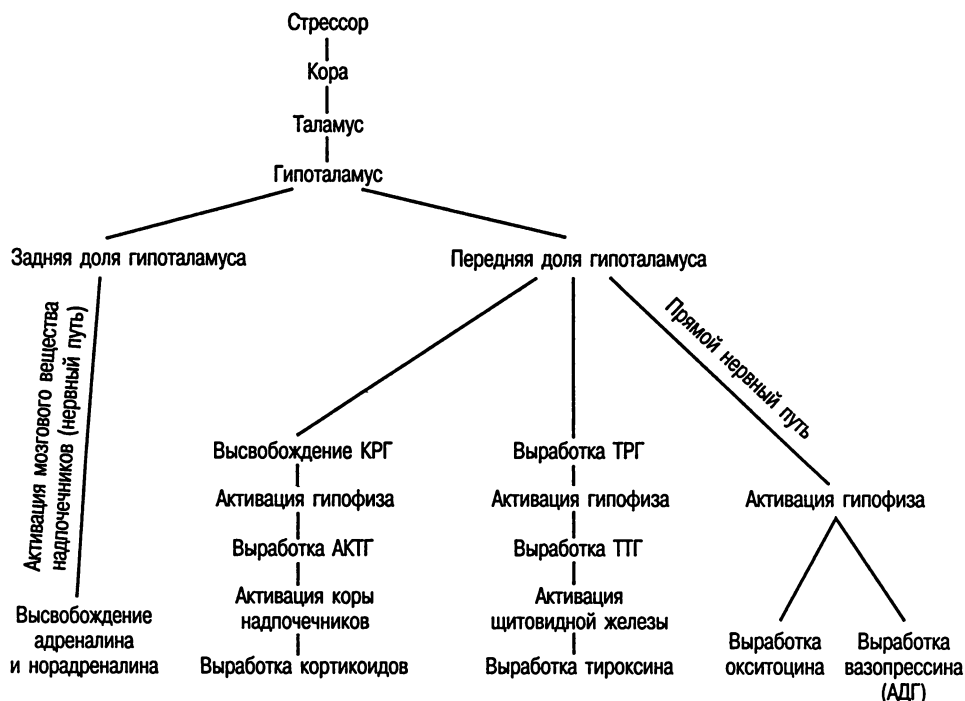 Стрессор
Кора
Таламус
Гипоталамус
Задняя доля гипоталамуса
Передняя доля гипоталамуса
Активация мозгового вещества
надпочечников (нервный путь)
Прямой нервный путь
Высвобождение КРГ
Выработка ТРГ
Активация гипофиза
Активация гипофиза
Активация гипофиза
Выработка АКТГ
Выработка ТТГ
Активация коры
надпочечников
Активация
щитовидной железы
Высвобождение
адреналина
и норадреналина
Выработка кортикоидов
Выработка тироксина
Выработка
окситоцина
Выработка
вазопрессина
(АДГ)